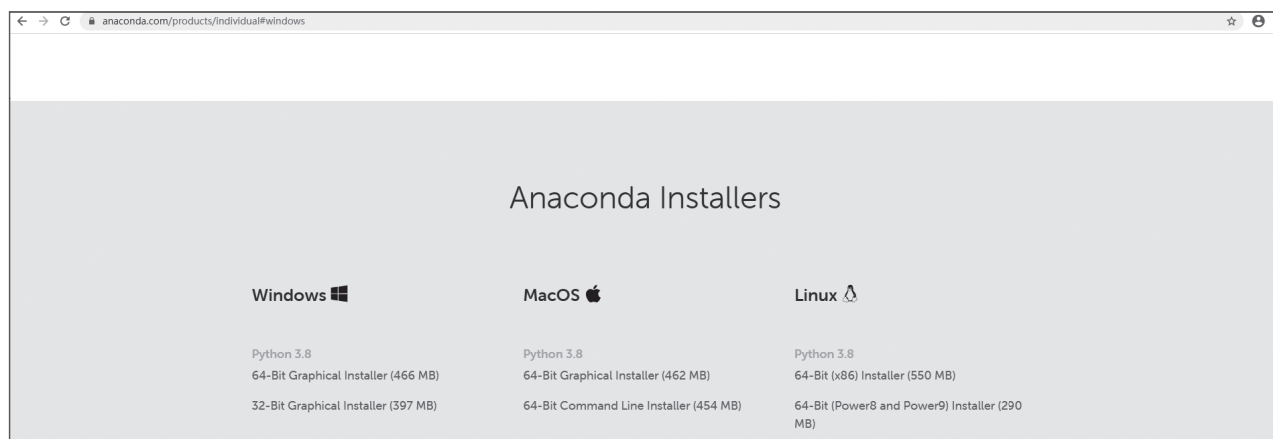 anaconda.com/products/individual#windows
Anaconda Installers
Windows
Python 3.8
64-Bit Graphical Installer (466 MB)
32-Bit Graphical Installer (397 MB)
MacOS
Python 3.8
64-Bit Graphical Installer (462 MB)
64-Bit Command Line Installer (454 MB)
Linux
Python 3.8
64-Bit (x86) Installer (550 MB)
64-Bit (Power8 and Power9) Installer (290
MB)